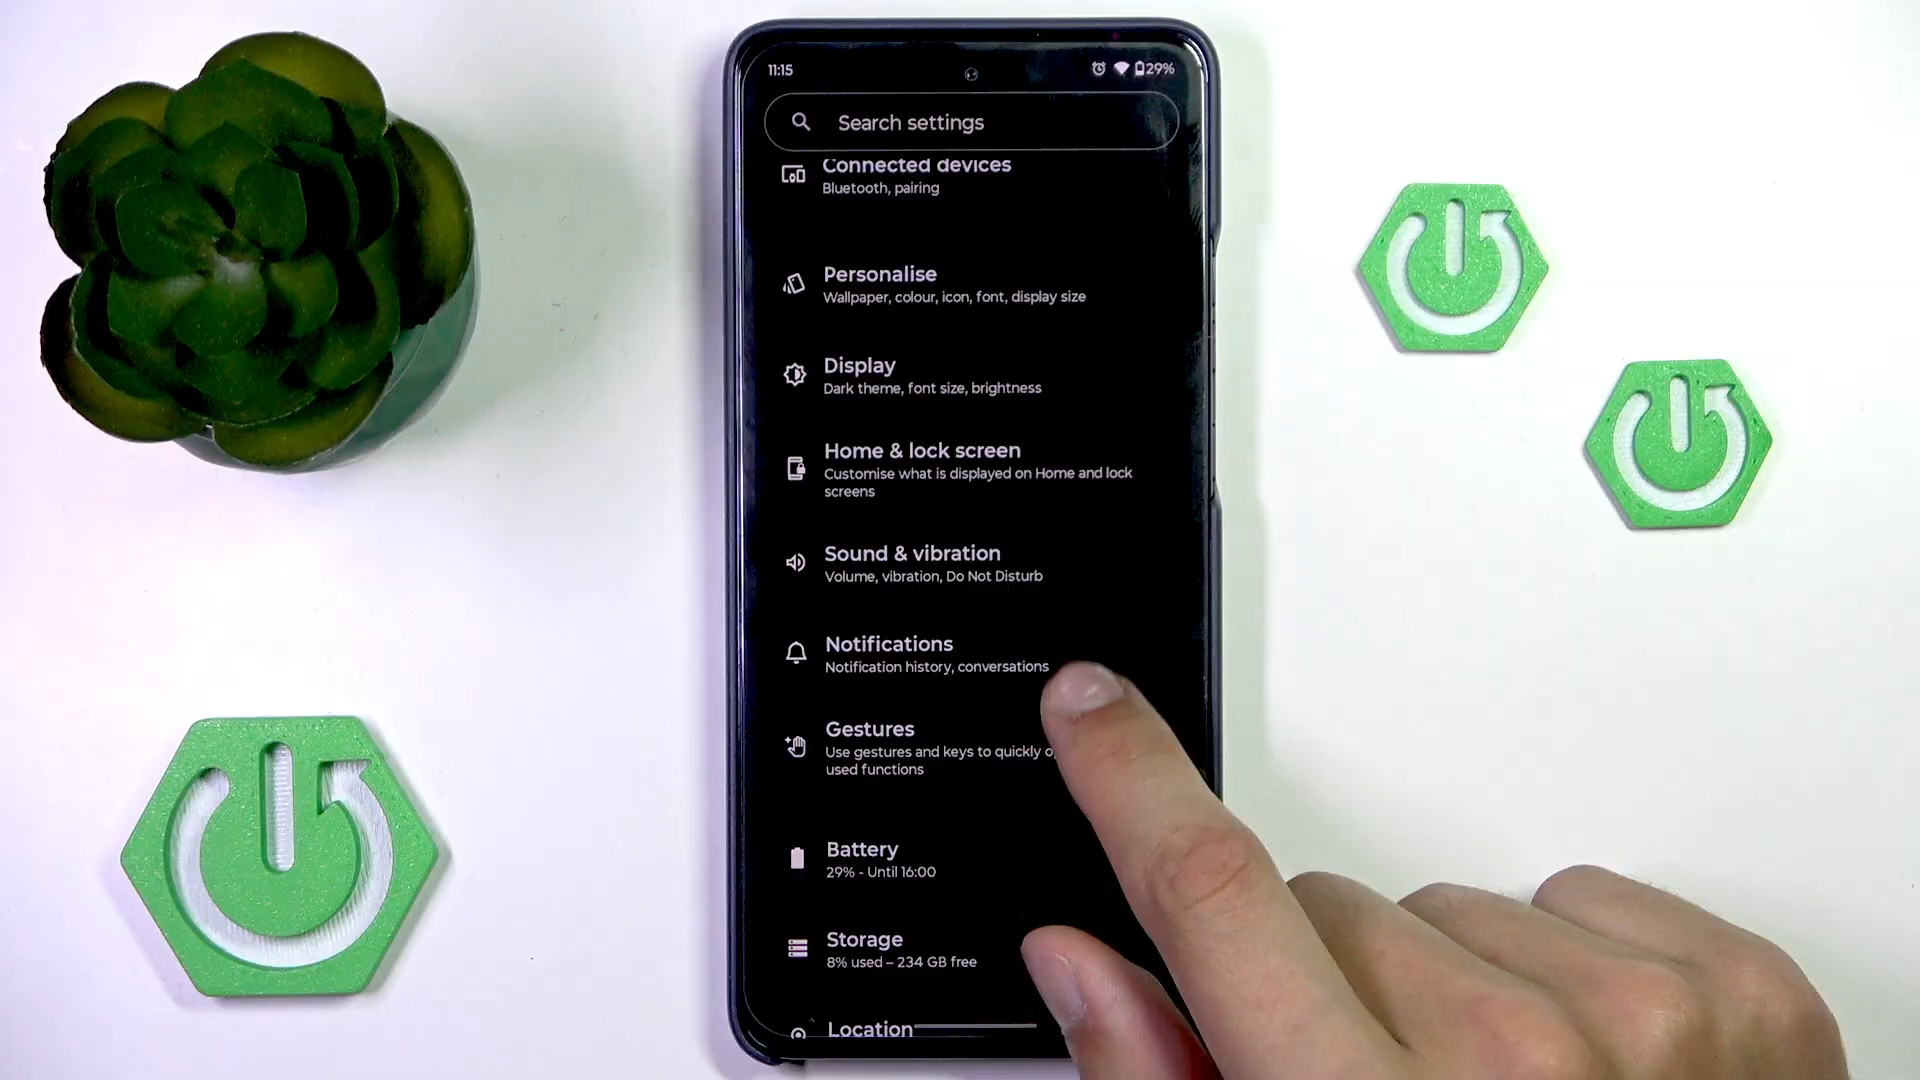 11:15
29%
Search settings
Connected devices
Bluetooth, pairing
Personalise
Wallpaper, colour, icon, font, display size
Display
Dark theme, font size, brightness
Home & lock screen
Customise what is displayed on Home and lock
screens
Sound & vibration
Volume, vibration, Do Not Disturb
Notifications
Notification history, conversations
Gestures
Use gestures and keys to quickly
used functions
Battery
29% - Until 16:00
Storage
8% used – 234 GB free
Location